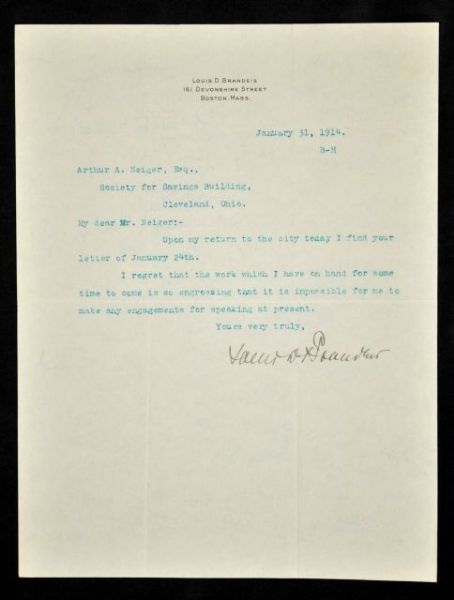 LOUIS D BRANDEIS
161 DEVONSHIRE STREET
BOSTON, MASS.
January 31, 1914.
B-H
Arthur A. Neiger, Esq.,
Society for Savings Building,
Cleveland, Ohio.
My dear Mr. Neiger:-
Upon my return to the city today I find your
letter of January 24th.
I regret that the work which I have on hand for some
time to come is so engrossing that it is impossible for me to
make any engagements for speaking at present.
Yours very truly,
Louis D Brandeis